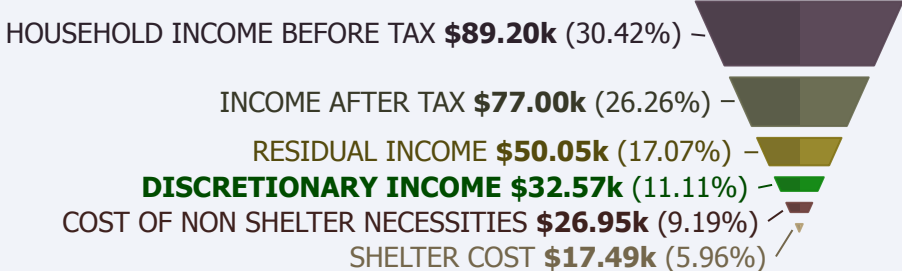 HOUSEHOLD INCOME BEFORE TAX $89.20k (30.42%)
INCOME AFTER TAX $77.00k (26.26%)
RESIDUAL INCOME $50.05k (17.07%)
DISCRETIONARY INCOME $32.57k (11.11%)
COST OF NON SHELTER NECESSITIES $26.95k (9.19%)
SHELTER COST $17.49k (5.96%)